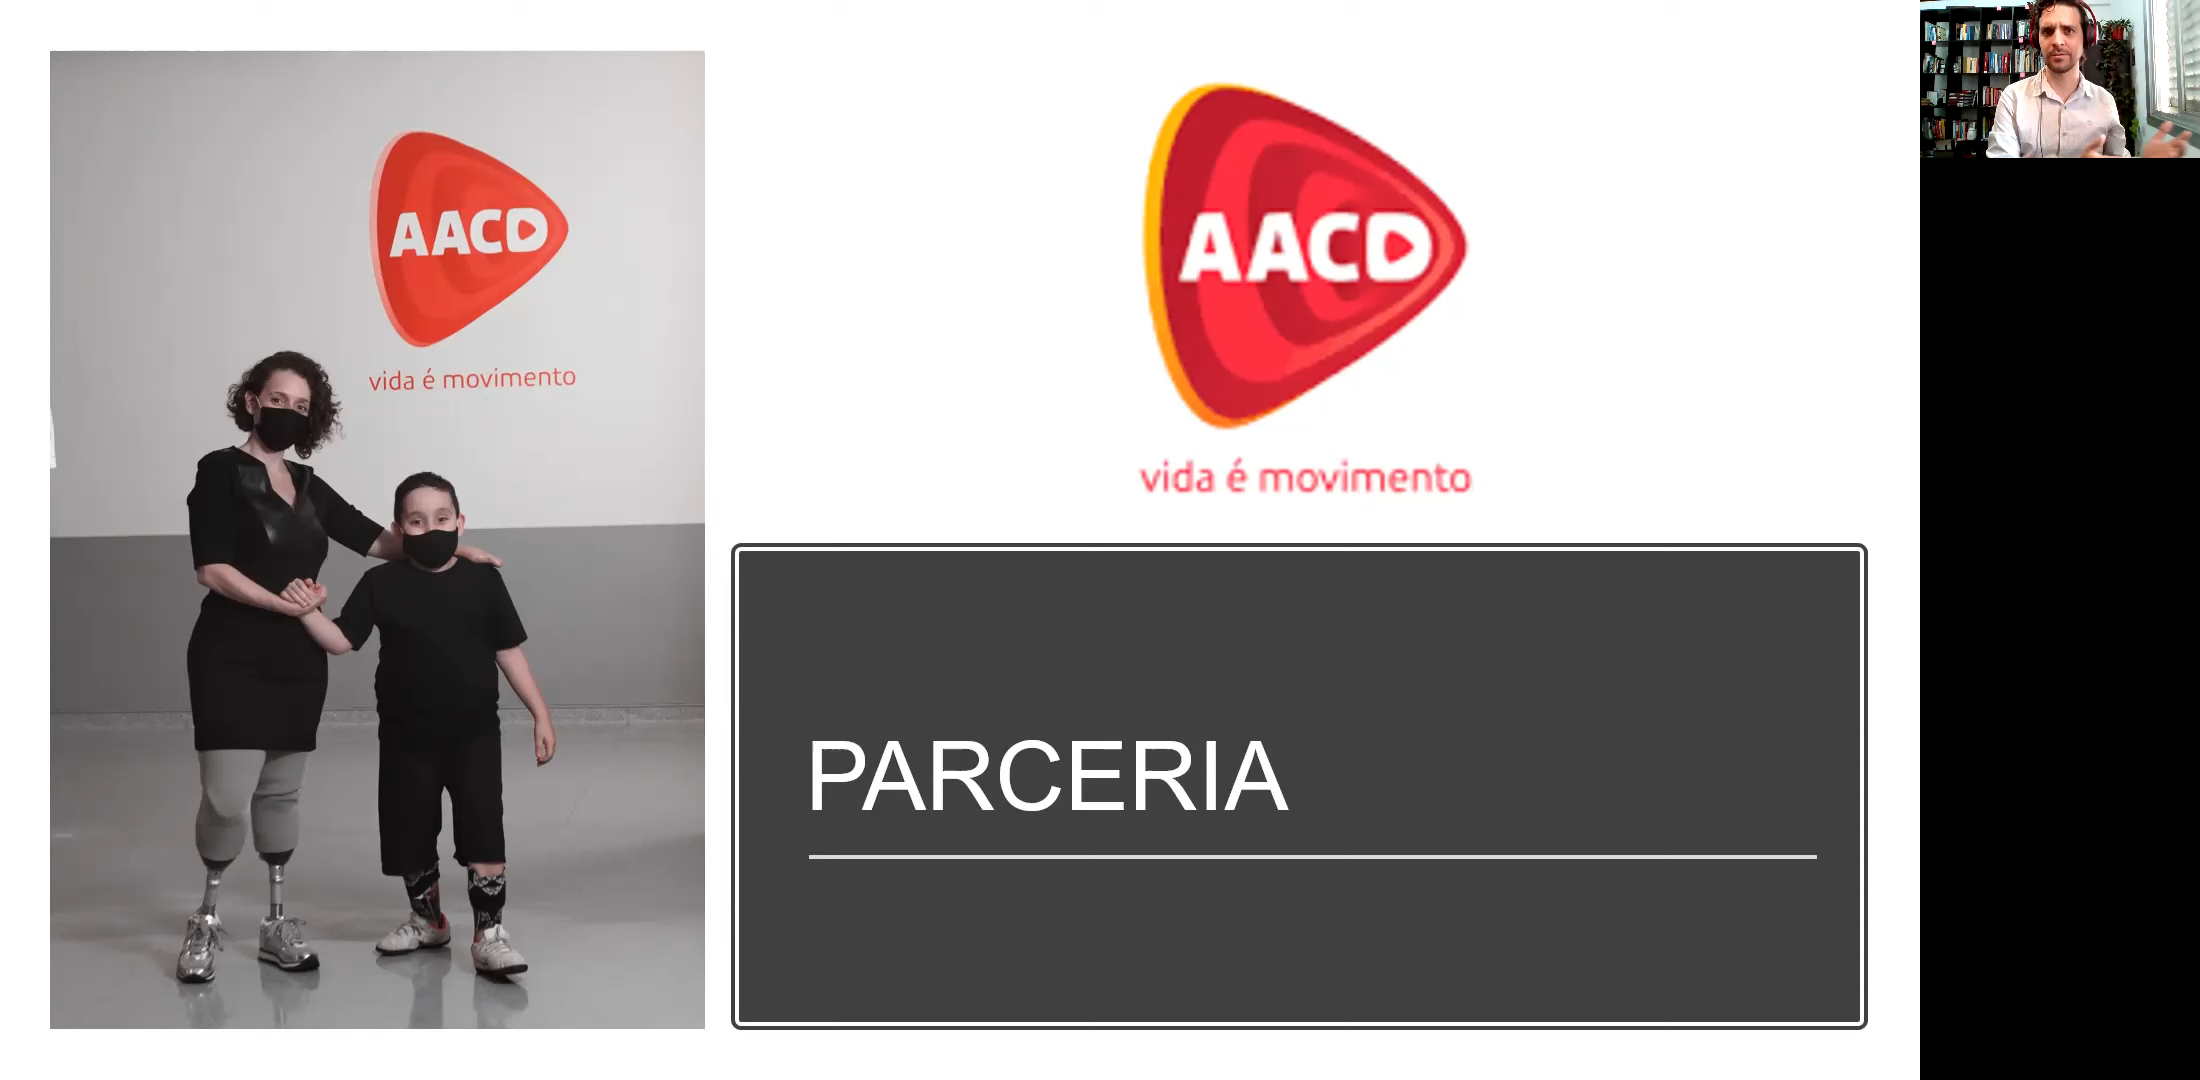 AACD
vida é movimento
AACD
vida é movimento
PARCERIA